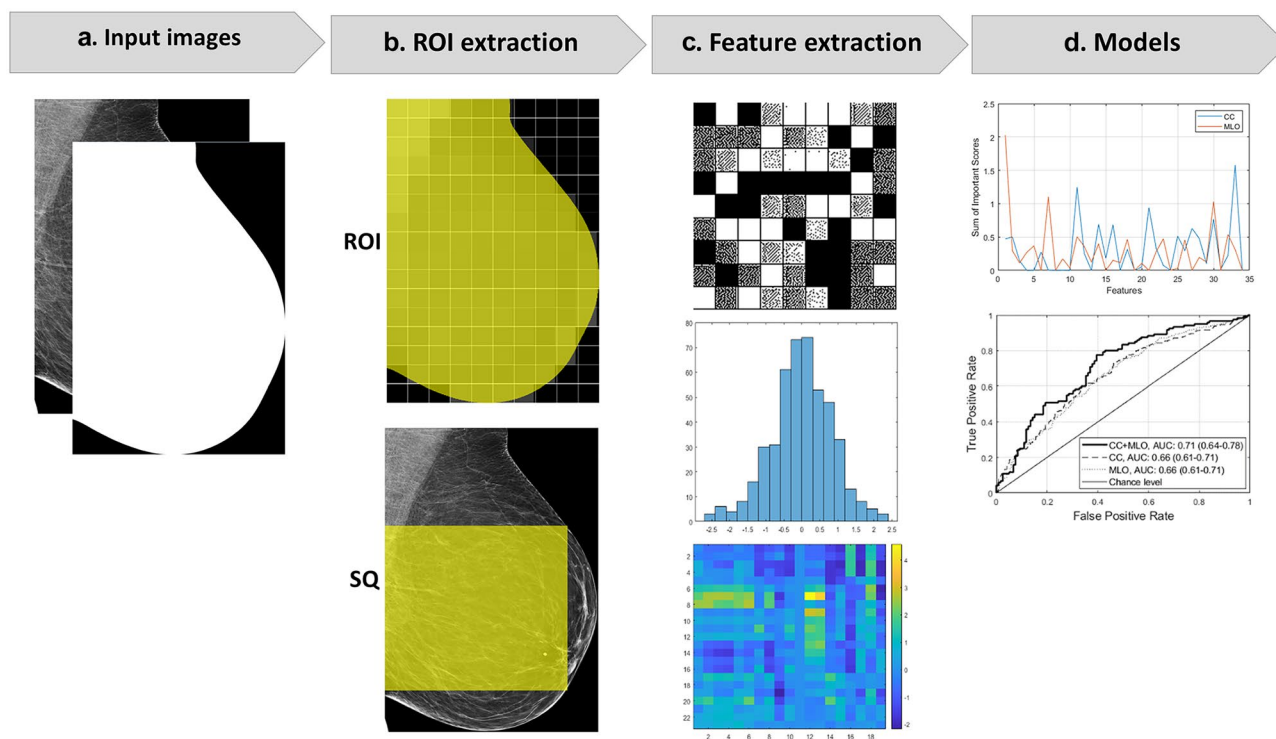 a. Input images
b. ROI extraction
c. Feature extraction
d. Models
ROI
SQ
80
70
60
50
40
30
20
10
0
-2.5 -2 -1.5 -1 -0.5 0 0.5 1 1.5 2 2.5
2
4
6
8
10
12
14
16
18
20
22
2 4 6 8 10 12 14 16 18
4
3
2
1
0
-1
-2
Sum of Important Scores
2.5
2
1.5
1
0.5
0
CC
MLO
0 5 10 15 20 25 30 35
Features
True Positive Rate
1
0.8
0.6
0.4
0.2
0
CC+MLO, AUC: 0.71 (0.64-0.78)
CC, AUC: 0.66 (0.61-0.71)
MLO, AUC: 0.66 (0.61-0.71)
Chance level
0 0.2 0.4 0.6 0.8 1
False Positive Rate